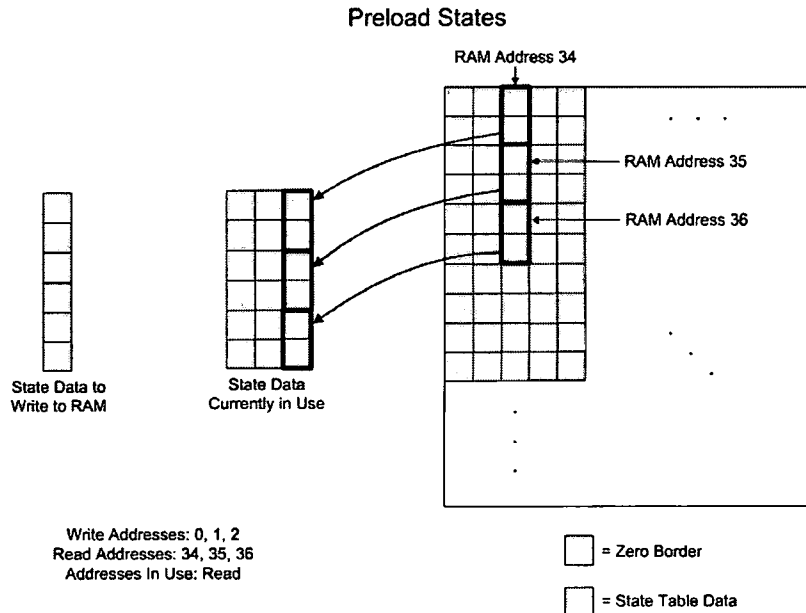 Preload States
RAM Address 34
RAM Address 35
RAM Address 36
State Data to
Write to RAM
State Data
Currently in Use
Write Addresses: 0, 1, 2
Read Addresses: 34, 35, 36
Addresses In Use: Read
= Zero Border
= State Table Data